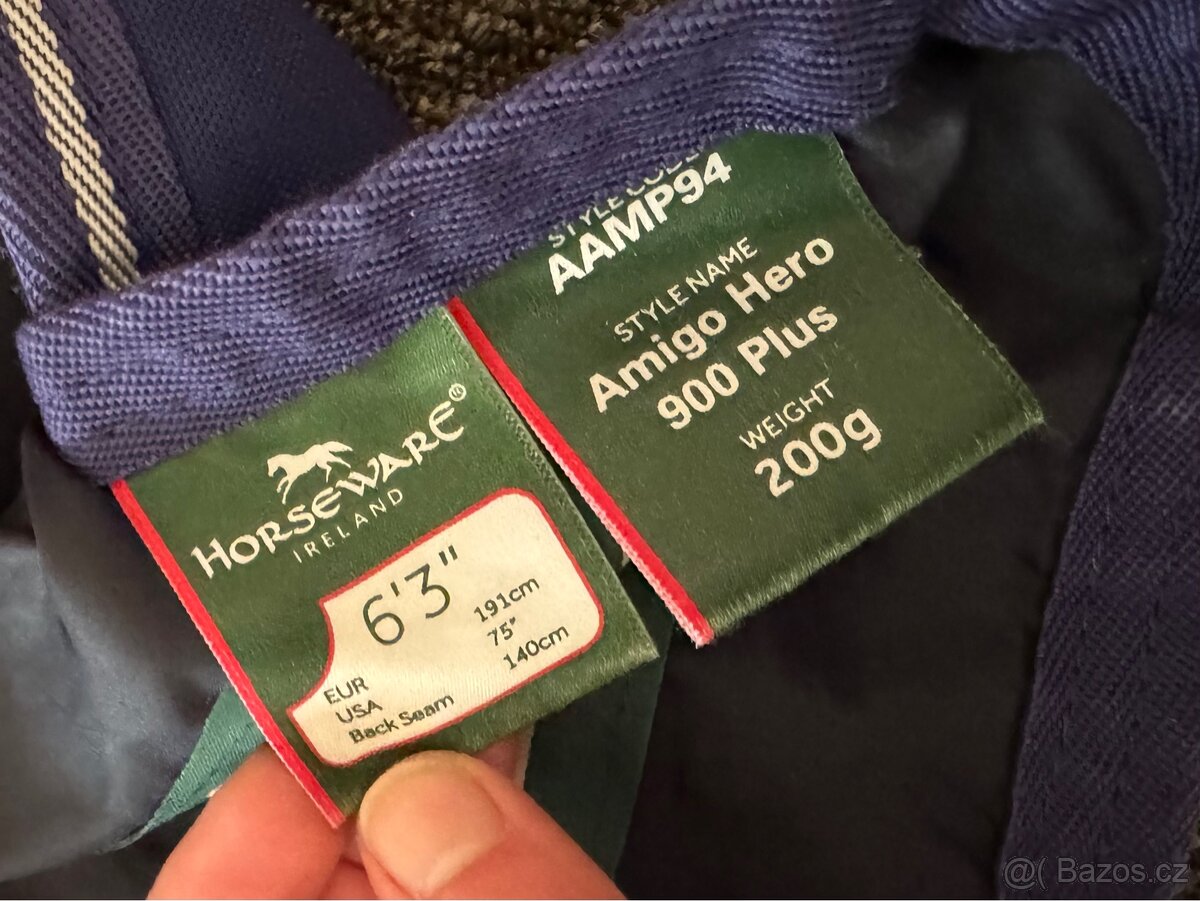 HORSEWARE®
IRELAND
6'3"
EUR 191cm
USA 75"
Back Seam 140cm
STYLE CODE
AAMP94
STYLE NAME
Amigo Hero
900 Plus
WEIGHT
200g
@( Bazos.cz